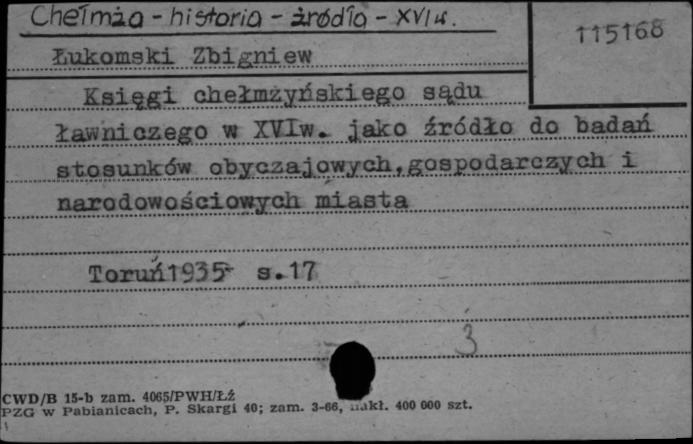 Chełmża - historia - źródła - XVI w.
115168
Łukomski Zbigniew
Księgi chełmżyńskiego sądu
ławniczego w XVIw. jako źródło do badań
stosunków obyczajowych,gospodarczych i
narodowościowych miasta
Toruń1935 s.17
3
CWD/B 15-b zam. 4065/PWH/Łź
PZG w Pabianicach, P. Skargi 40; zam. 3-66, nakł. 400 000 szt.